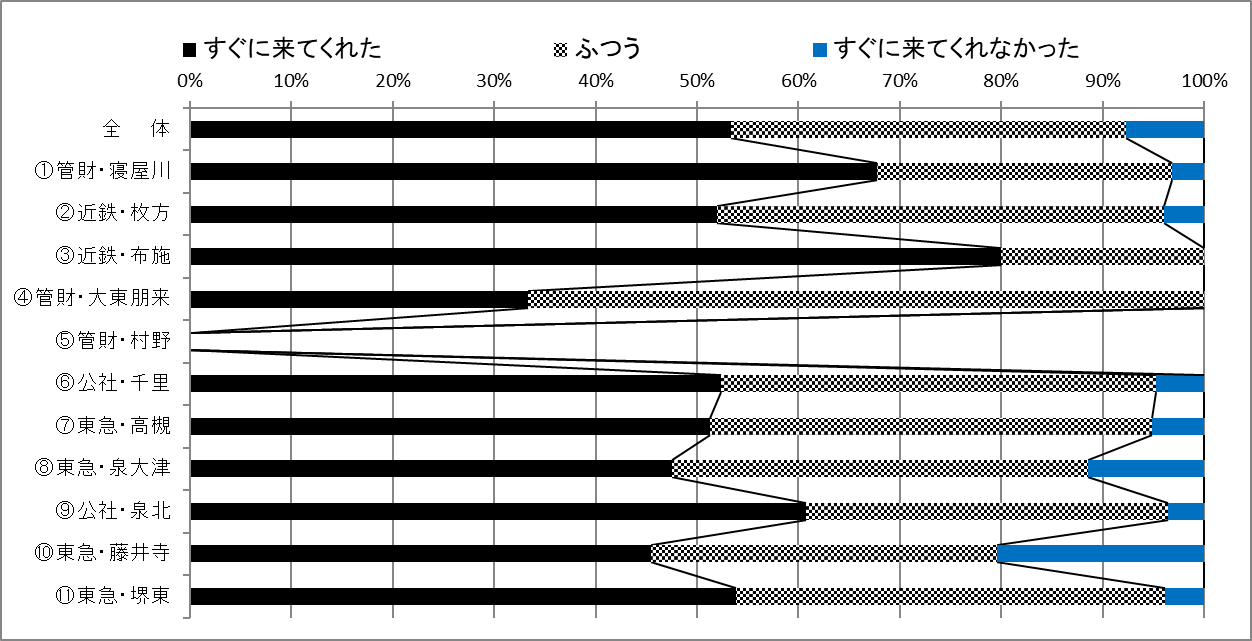 すぐに来てくれた ふつう すぐに来てくれなかった
0% 10% 20% 30% 40% 50% 60% 70% 80% 90% 100%
全 体
①管財・寝屋川
②近鉄・枚方
③近鉄・布施
④管財・大東朋来
⑤管財・村野
⑥公社・千里
⑦東急・高槻
⑧東急・泉大津
⑨公社・泉北
⑩東急・藤井寺
⑪東急・堺東